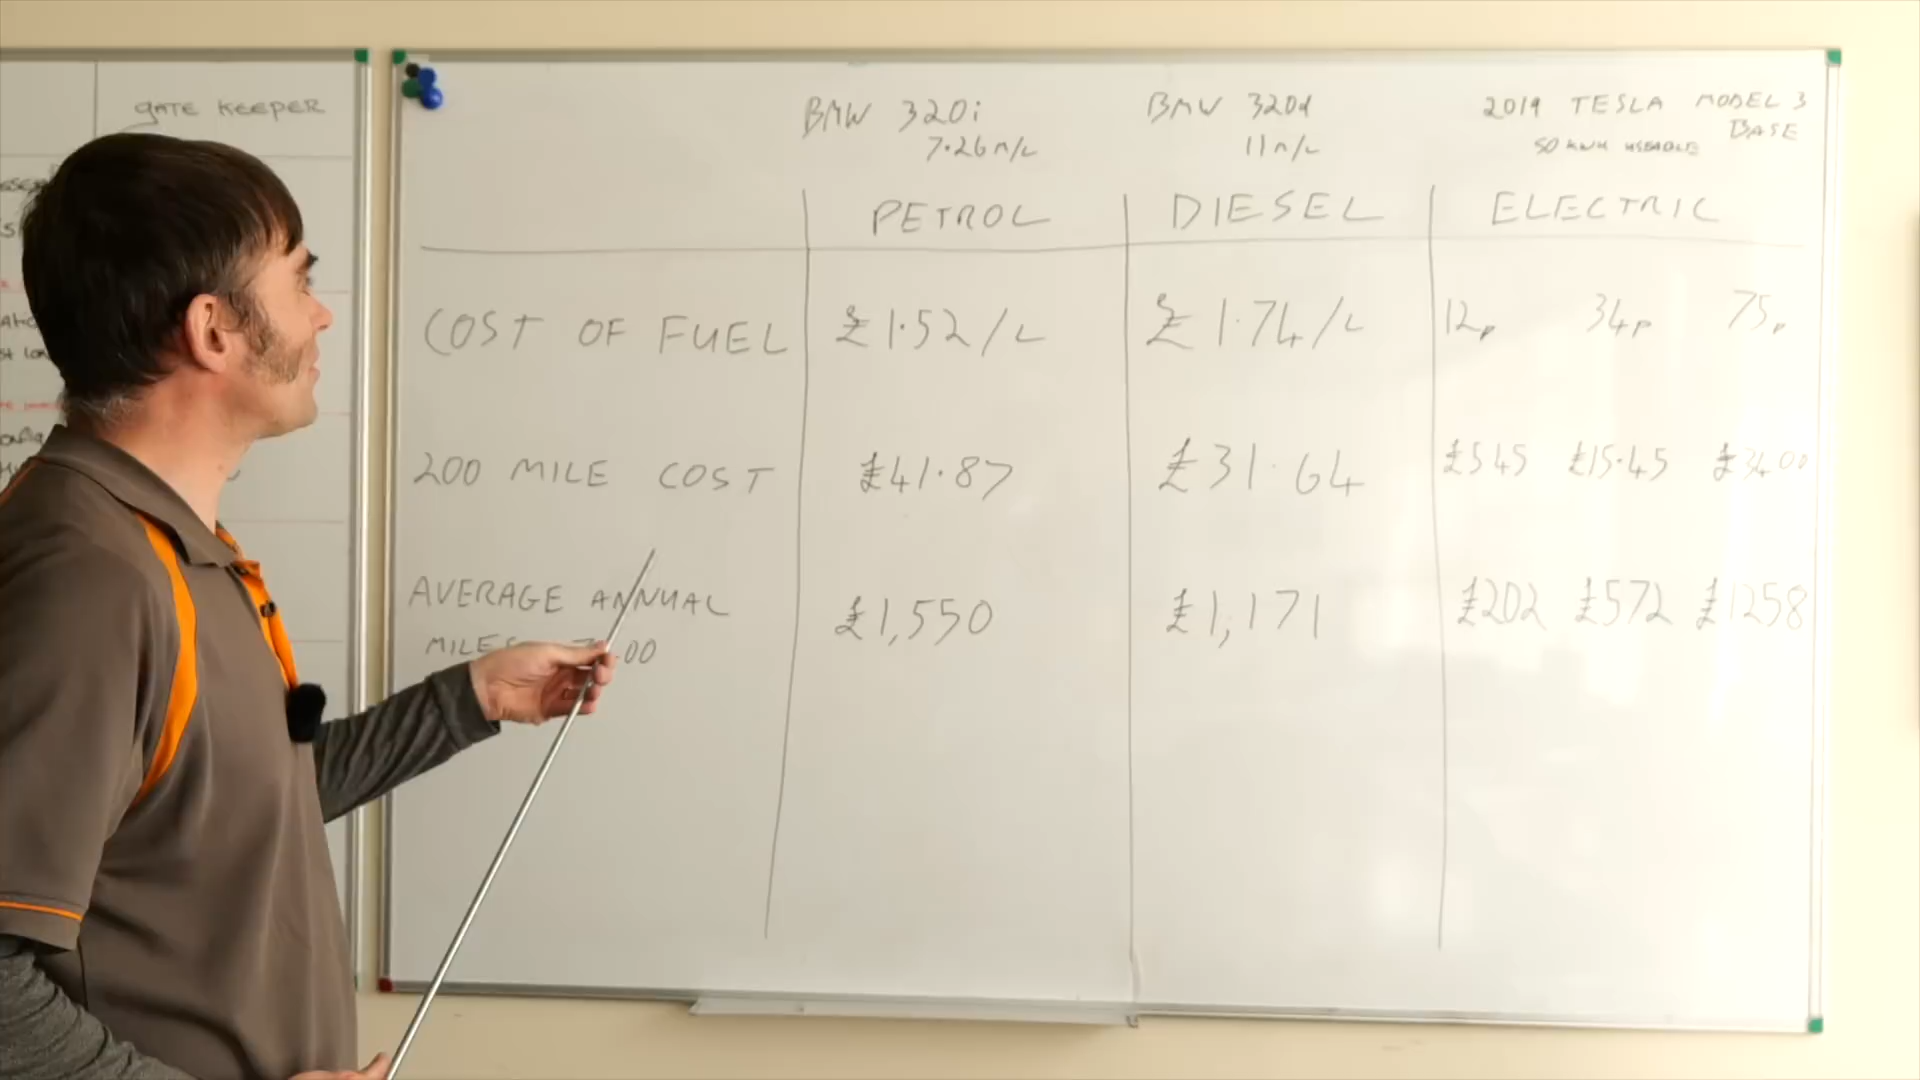 GATE KEEPER
BMW 320i
7.26m/L
BMW 320d
11m/L
2019 TESLA MODEL 3
BASE
50 KWH USEABLE
PETROL DIESEL ELECTRIC
COST OF FUEL £1.52/L £1.74/L 12p 34p 75p
200 MILE COST £41.87 £31.64 £5.45 £15.45 £34.00
AVERAGE ANNUAL £1,550 £1,171 £202 £572 £1258
MILES